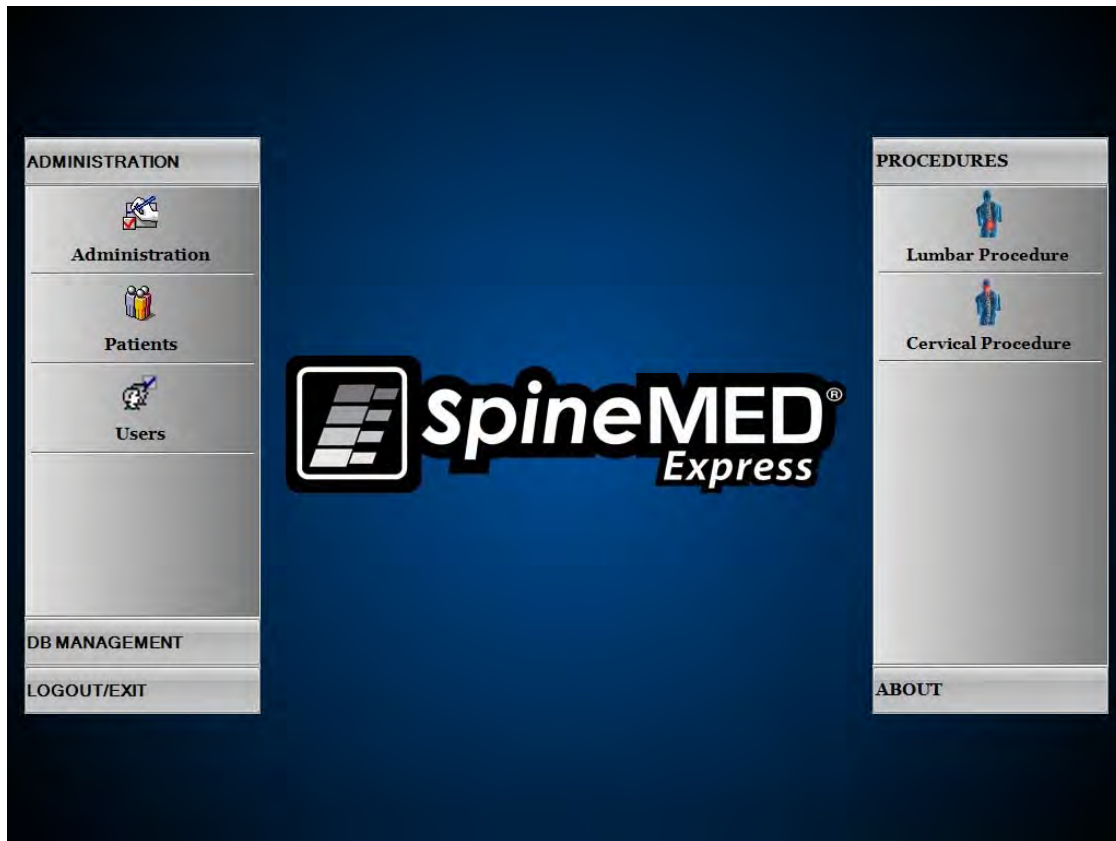 ADMINISTRATION
Administration
Patients
Users
DB MANAGEMENT
LOGOUT/EXIT
SpineMED®
Express
PROCEDURES
Lumbar Procedure
Cervical Procedure
ABOUT